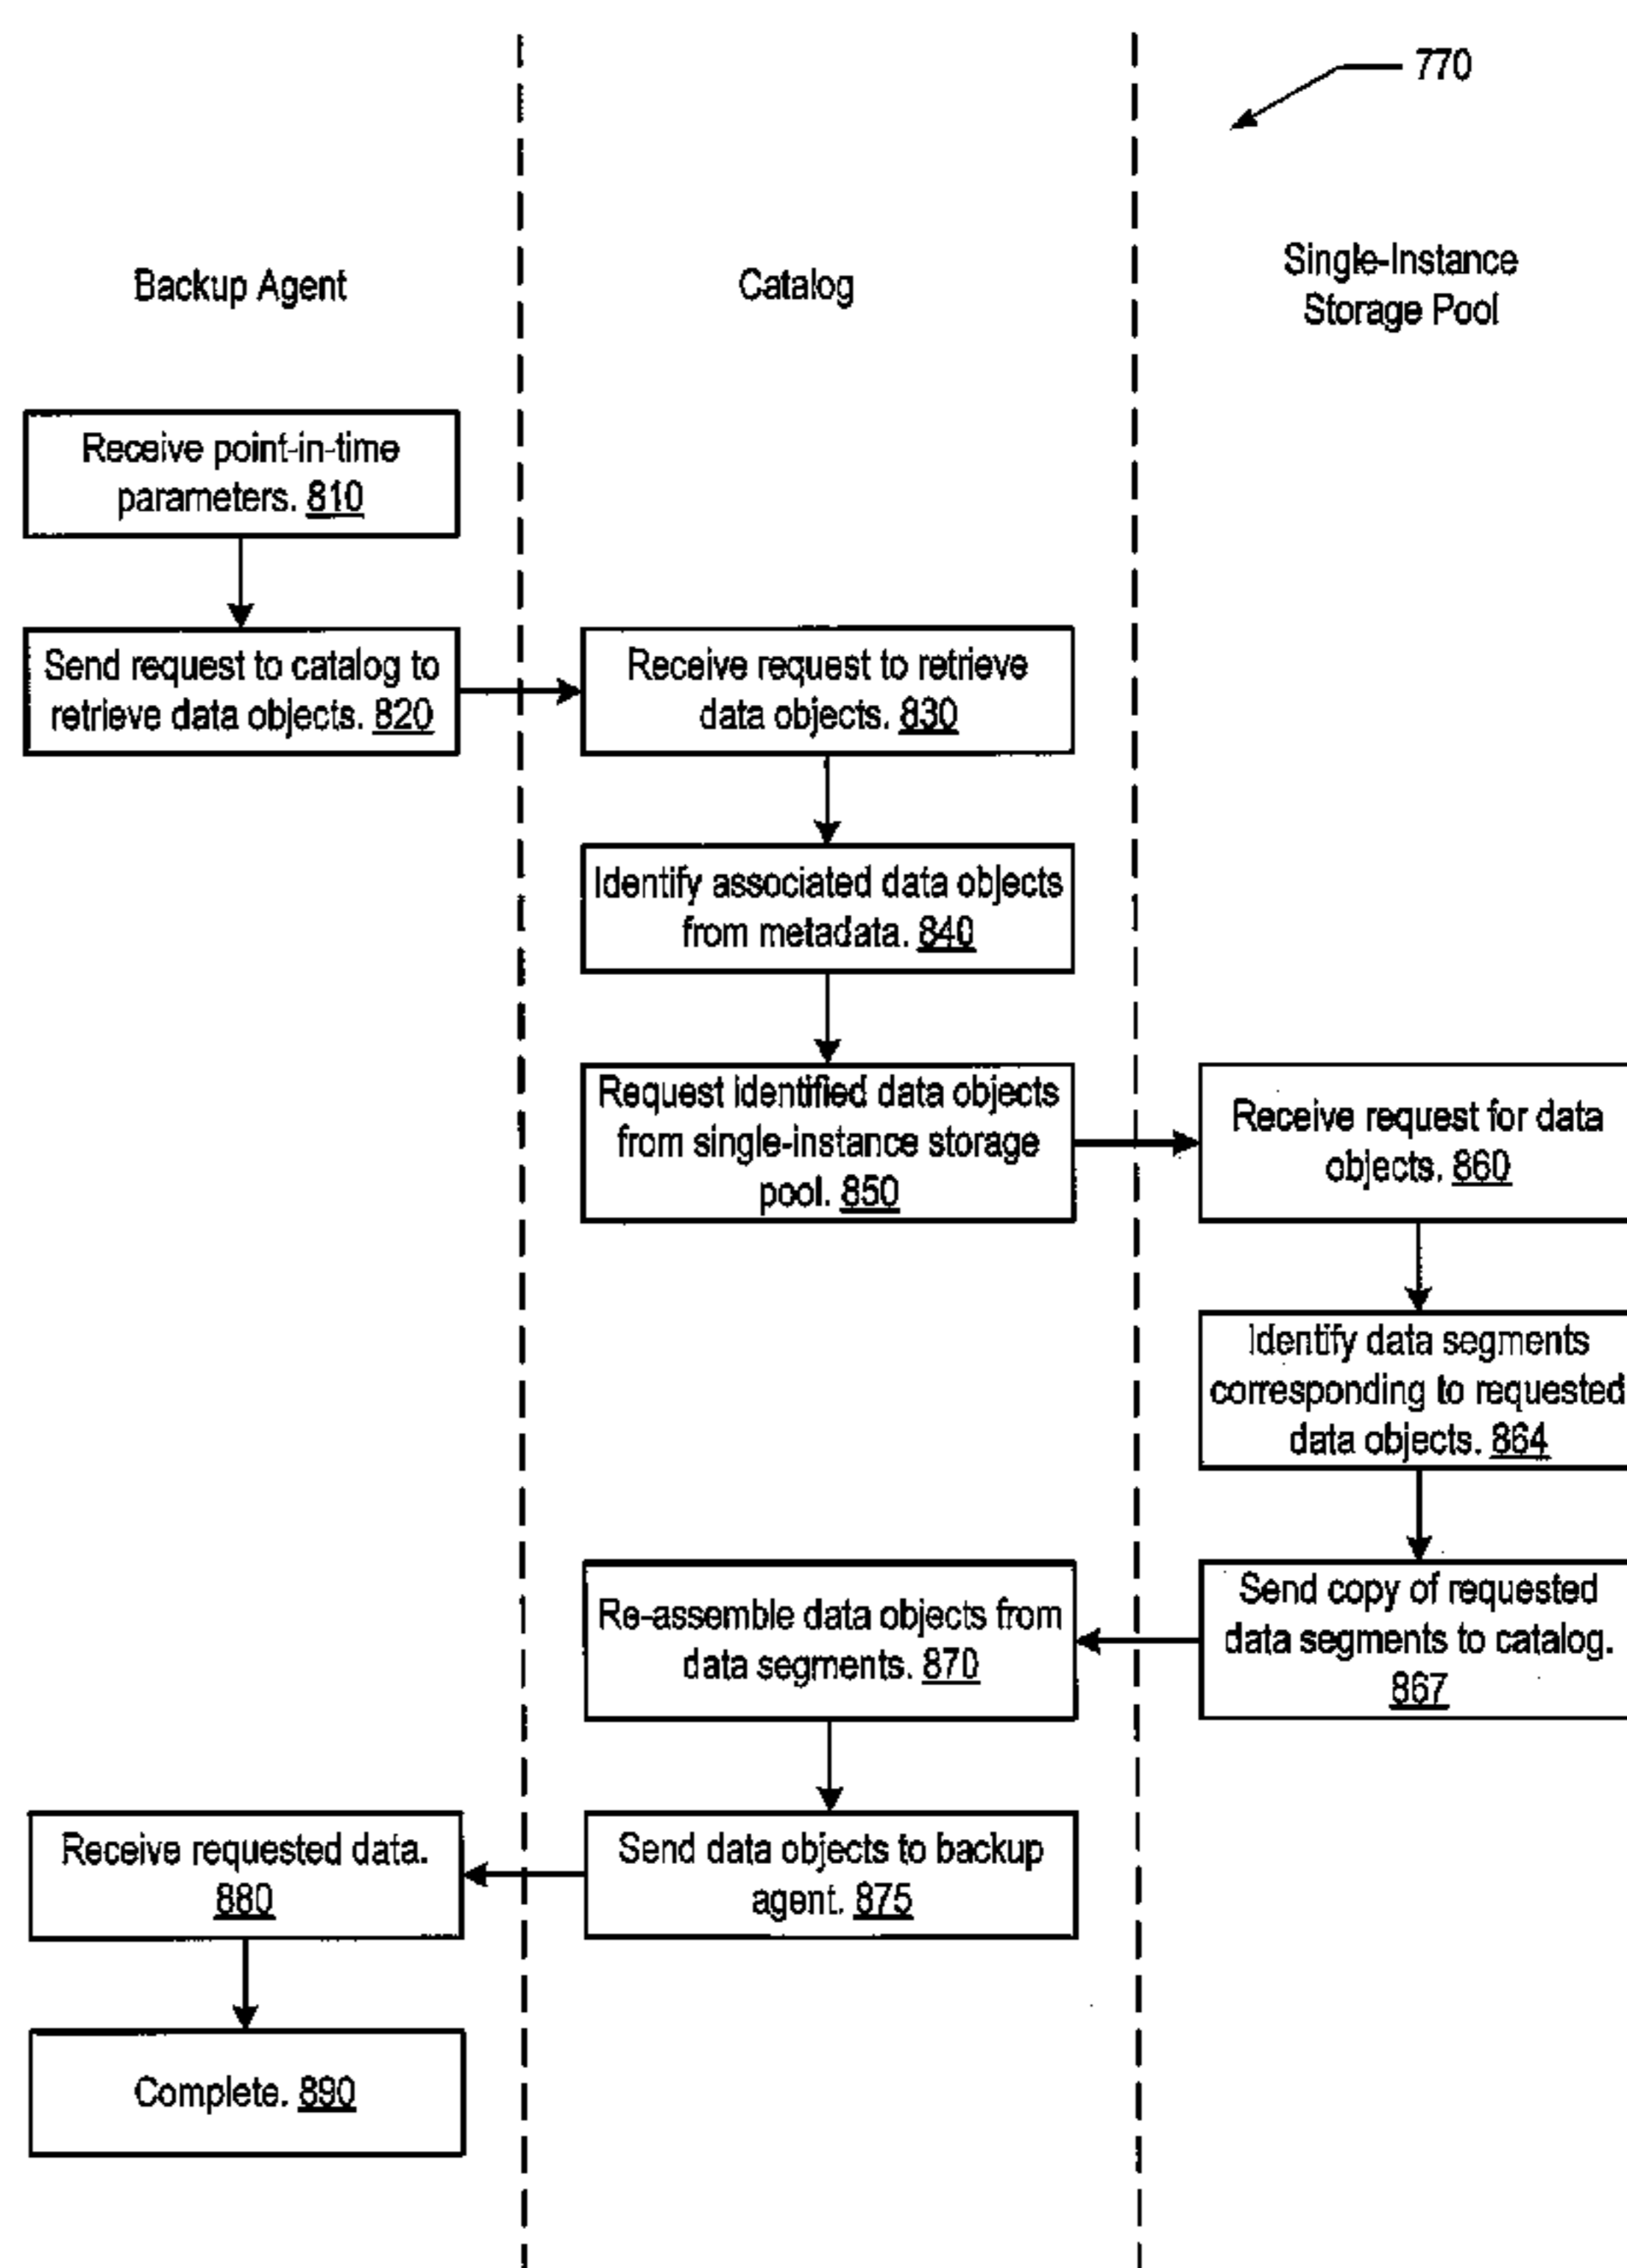 770
Backup Agent
Catalog
Single-Instance
Storage Pool
Receive point-in-time
parameters. 810
Send request to catalog to
retrieve data objects. 820
Receive request to retrieve
data objects. 830
Identify associated data objects
from metadata. 840
Request identified data objects
from single-instance storage
pool. 850
Receive request for data
objects. 860
Identify data segments
corresponding to requested
data objects. 864
Send copy of requested
data segments to catalog.
867
Re-assemble data objects from
data segments. 870
Send data objects to backup
agent. 875
Receive requested data.
880
Complete. 890